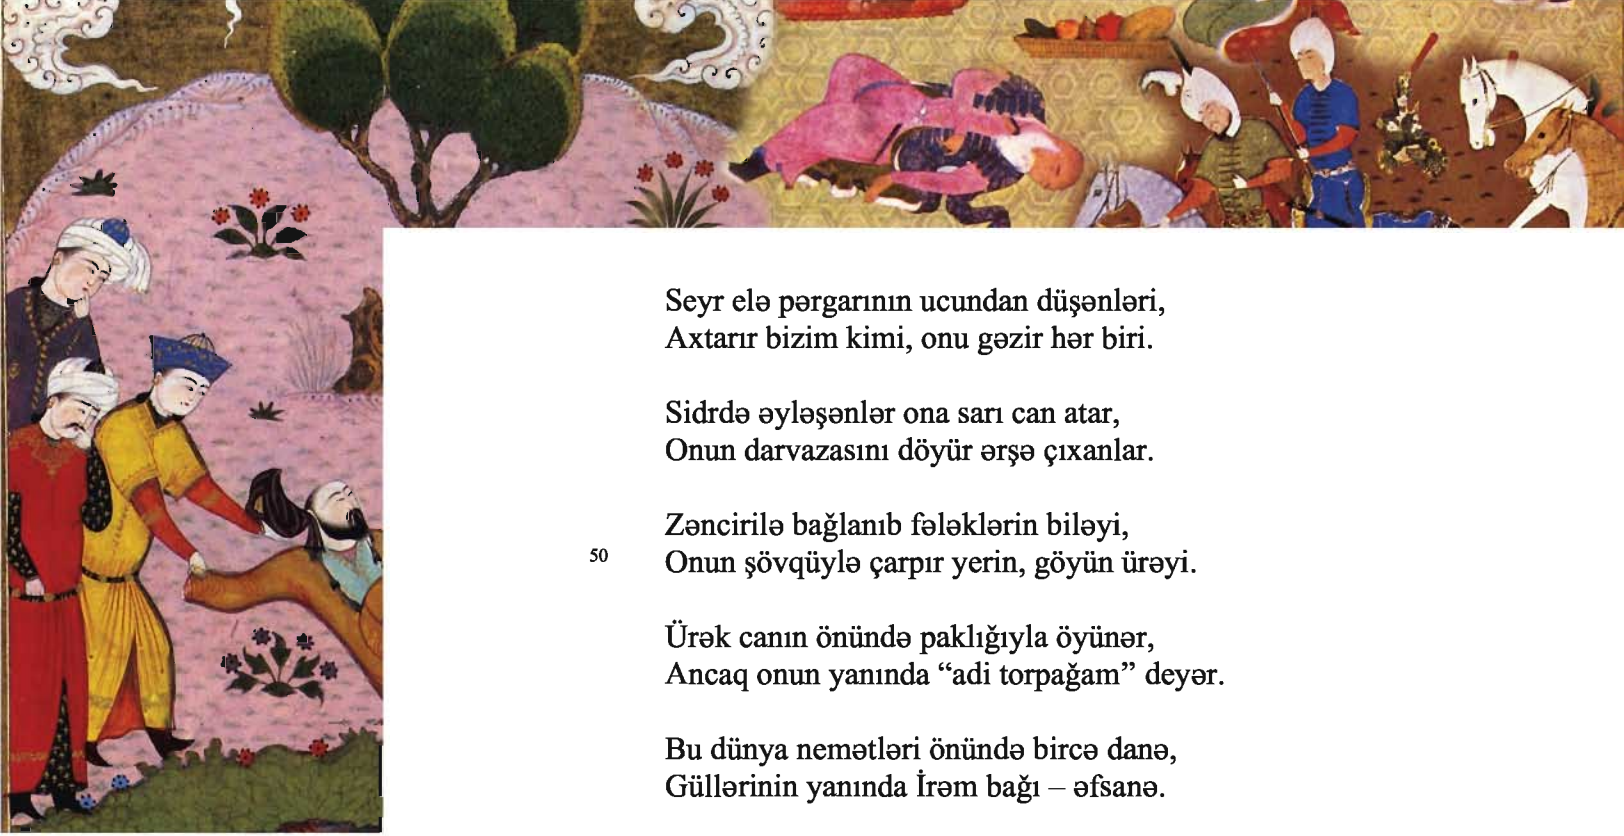 Seyr elə pərgarının ucundan düşənləri,
Axtarır bizim kimi, onu gəzir hər biri.
Sidrdə əyləşənlər ona sarı can atar,
Onun darvazasını döyür ərşə çıxanlar.
Zəncirilə bağlanıb fələklərin biləyi,
50 Onun şövqüylə çarpır yerin, göyün ürəyi.
Ürək canın önündə paklığıyla öyünər,
Ancaq onun yanında “adi torpağam” deyər.
Bu dünya nemətləri önündə bircə danə,
Güllərinin yanında İrəm bağı – əfsanə.